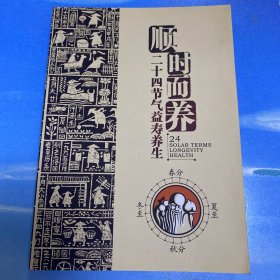 顺时而养
二十四节气益寿养生
24
SOLAR TERMS
LONGEVITY
HEALTH
春分
夏至
秋分
冬至